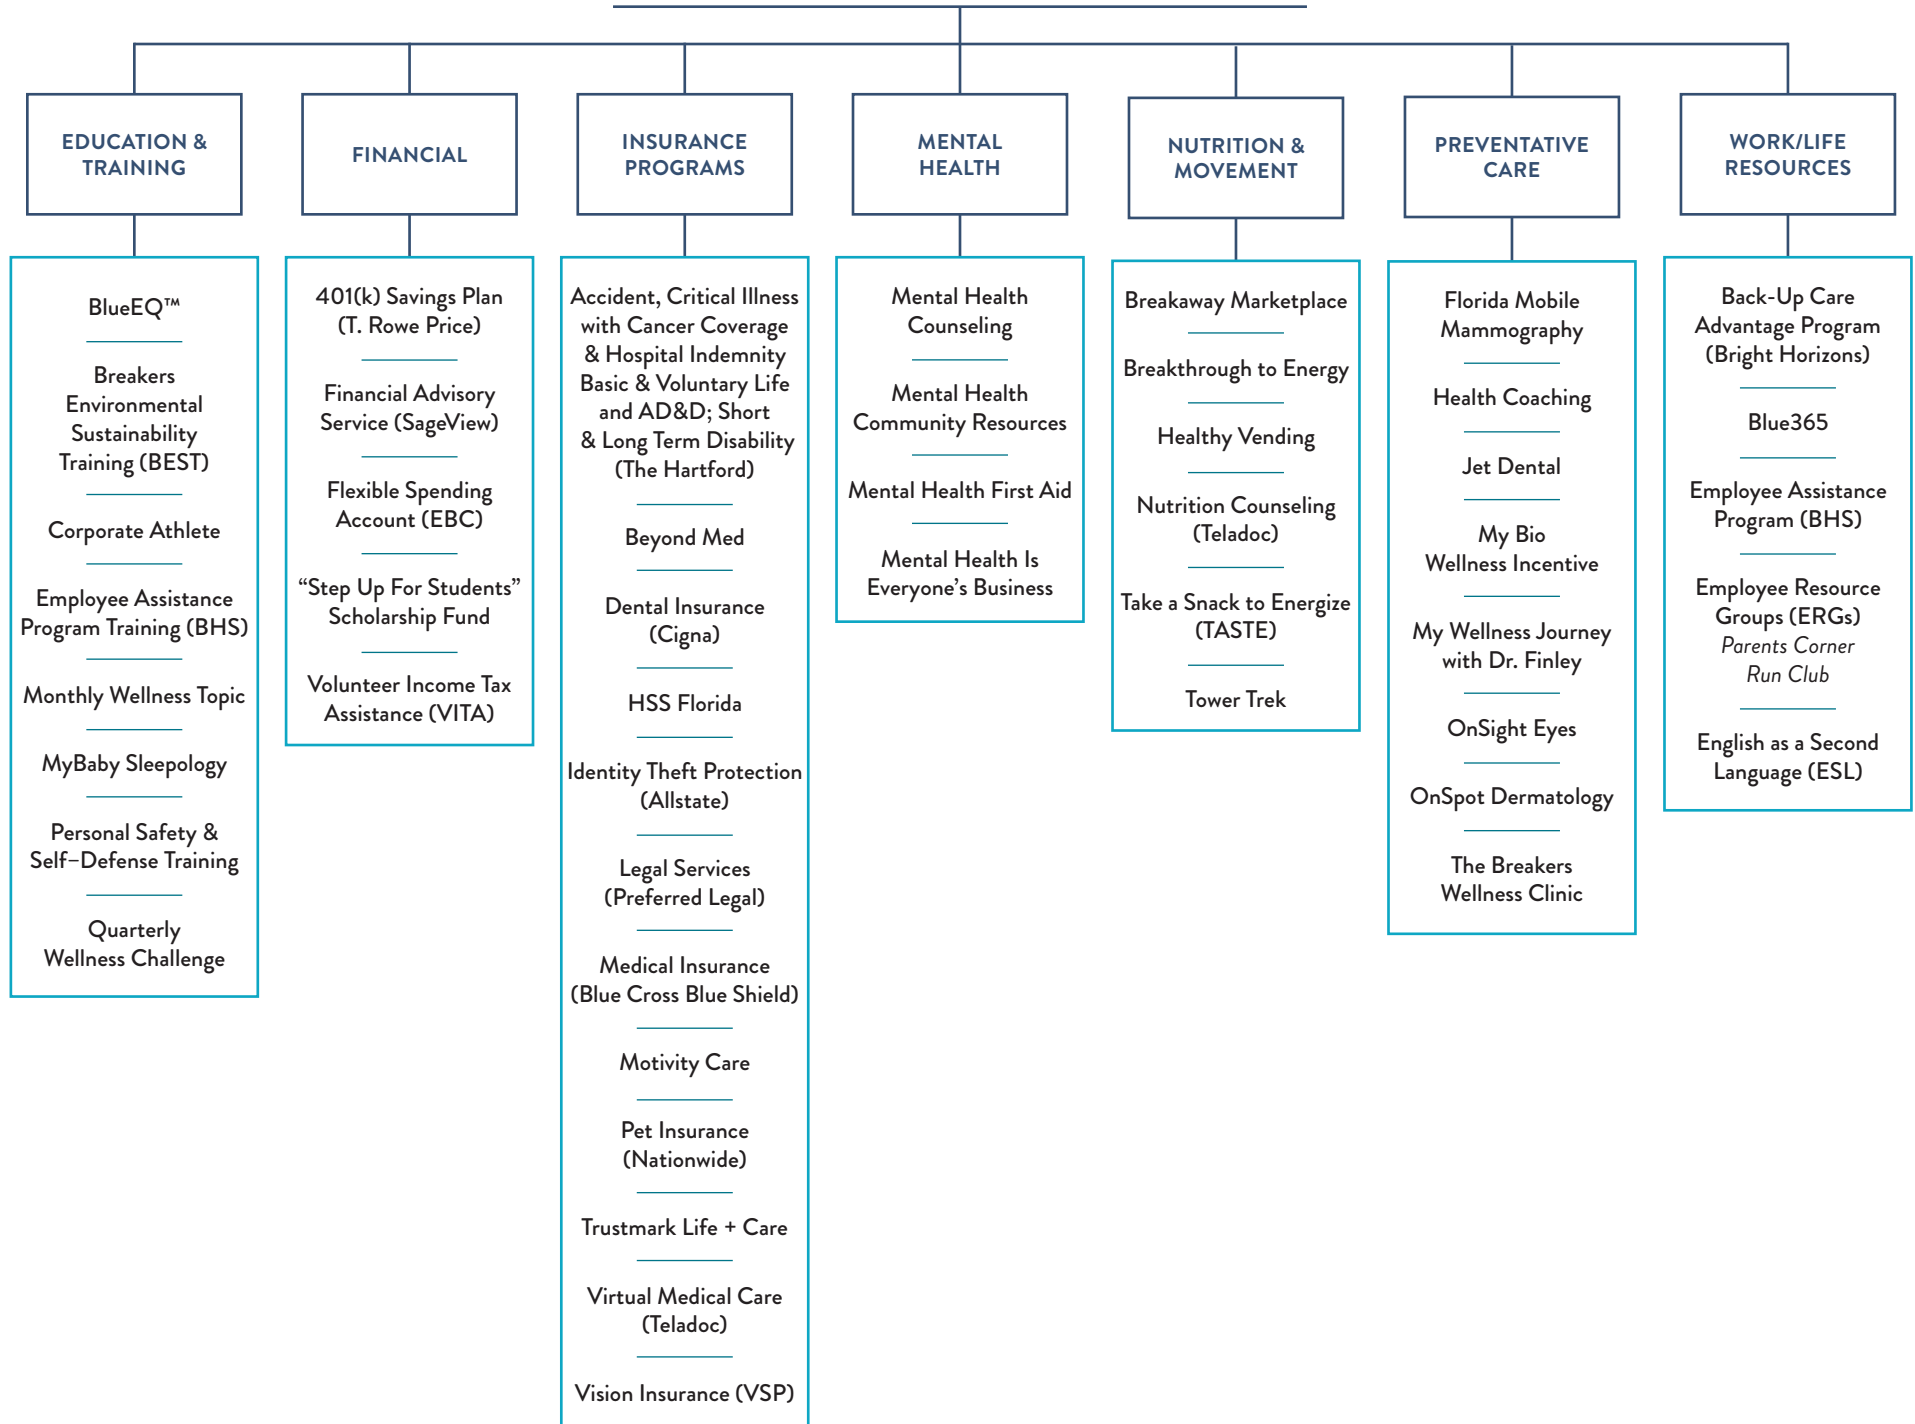 EDUCATION &
TRAINING
BlueEQ™
Breakers
Environmental
Sustainability
Training (BEST)
Corporate Athlete
Employee Assistance
Program Training (BHS)
Monthly Wellness Topic
MyBaby Sleepology
Personal Safety &
Self–Defense Training
Quarterly
Wellness Challenge
FINANCIAL
401(k) Savings Plan
(T. Rowe Price)
Financial Advisory
Service (SageView)
Flexible Spending
Account (EBC)
“Step Up For Students”
Scholarship Fund
Volunteer Income Tax
Assistance (VITA)
INSURANCE
PROGRAMS
Accident, Critical Illness
with Cancer Coverage
& Hospital Indemnity
Basic & Voluntary Life
and AD&D; Short
& Long Term Disability
(The Hartford)
Beyond Med
Dental Insurance
(Cigna)
HSS Florida
Identity Theft Protection
(Allstate)
Legal Services
(Preferred Legal)
Medical Insurance
(Blue Cross Blue Shield)
Motivity Care
Pet Insurance
(Nationwide)
Trustmark Life + Care
Virtual Medical Care
(Teladoc)
Vision Insurance (VSP)
MENTAL
HEALTH
Mental Health
Counseling
Mental Health
Community Resources
Mental Health First Aid
Mental Health Is
Everyone’s Business
NUTRITION &
MOVEMENT
Breakaway Marketplace
Breakthrough to Energy
Healthy Vending
Nutrition Counseling
(Teladoc)
Take a Snack to Energize
(TASTE)
Tower Trek
PREVENTATIVE
CARE
Florida Mobile
Mammography
Health Coaching
Jet Dental
My Bio
Wellness Incentive
My Wellness Journey
with Dr. Finley
OnSight Eyes
OnSpot Dermatology
The Breakers
Wellness Clinic
WORK/LIFE
RESOURCES
Back-Up Care
Advantage Program
(Bright Horizons)
Blue365
Employee Assistance
Program (BHS)
Employee Resource
Groups (ERGs)
Parents Corner
Run Club
English as a Second
Language (ESL)